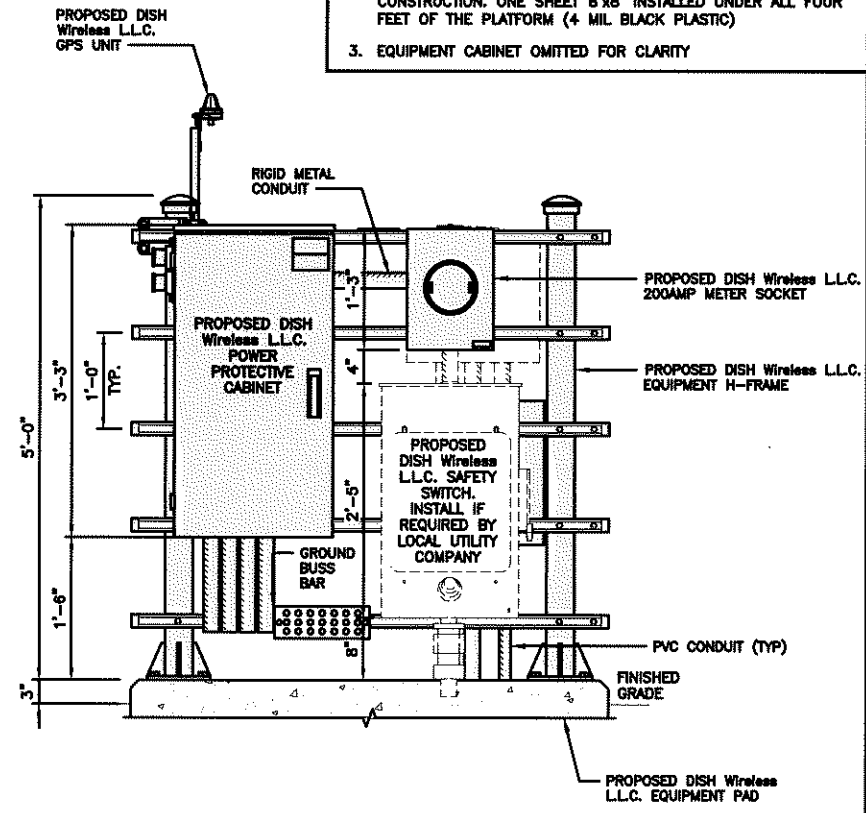 CONSTRUCTION. ONE SHEET 8'x8' INSTALLED UNDER ALL FOUR
FEET OF THE PLATFORM (4 MIL BLACK PLASTIC)
3. EQUIPMENT CABINET OMITTED FOR CLARITY
PROPOSED DISH
Wireless L.L.C.
GPS UNIT
RIGID METAL
CONDUIT
PROPOSED DISH Wireless L.L.C.
200AMP METER SOCKET
PROPOSED DISH Wireless L.L.C.
EQUIPMENT H-FRAME
PROPOSED DISH
Wireless L.L.C.
POWER
PROTECTIVE
CABINET
PROPOSED
DISH Wireless
L.L.C. SAFETY
SWITCH.
INSTALL IF
REQUIRED BY
LOCAL UTILITY
COMPANY
5'-0"
3'-3"
1'-0"
TYP.
1'-3"
4"
2'-5"
1'-6"
8"
3"
GROUND
BUSS
BAR
PVC CONDUIT (TYP)
FINISHED
GRADE
PROPOSED DISH Wireless
L.L.C. EQUIPMENT PAD